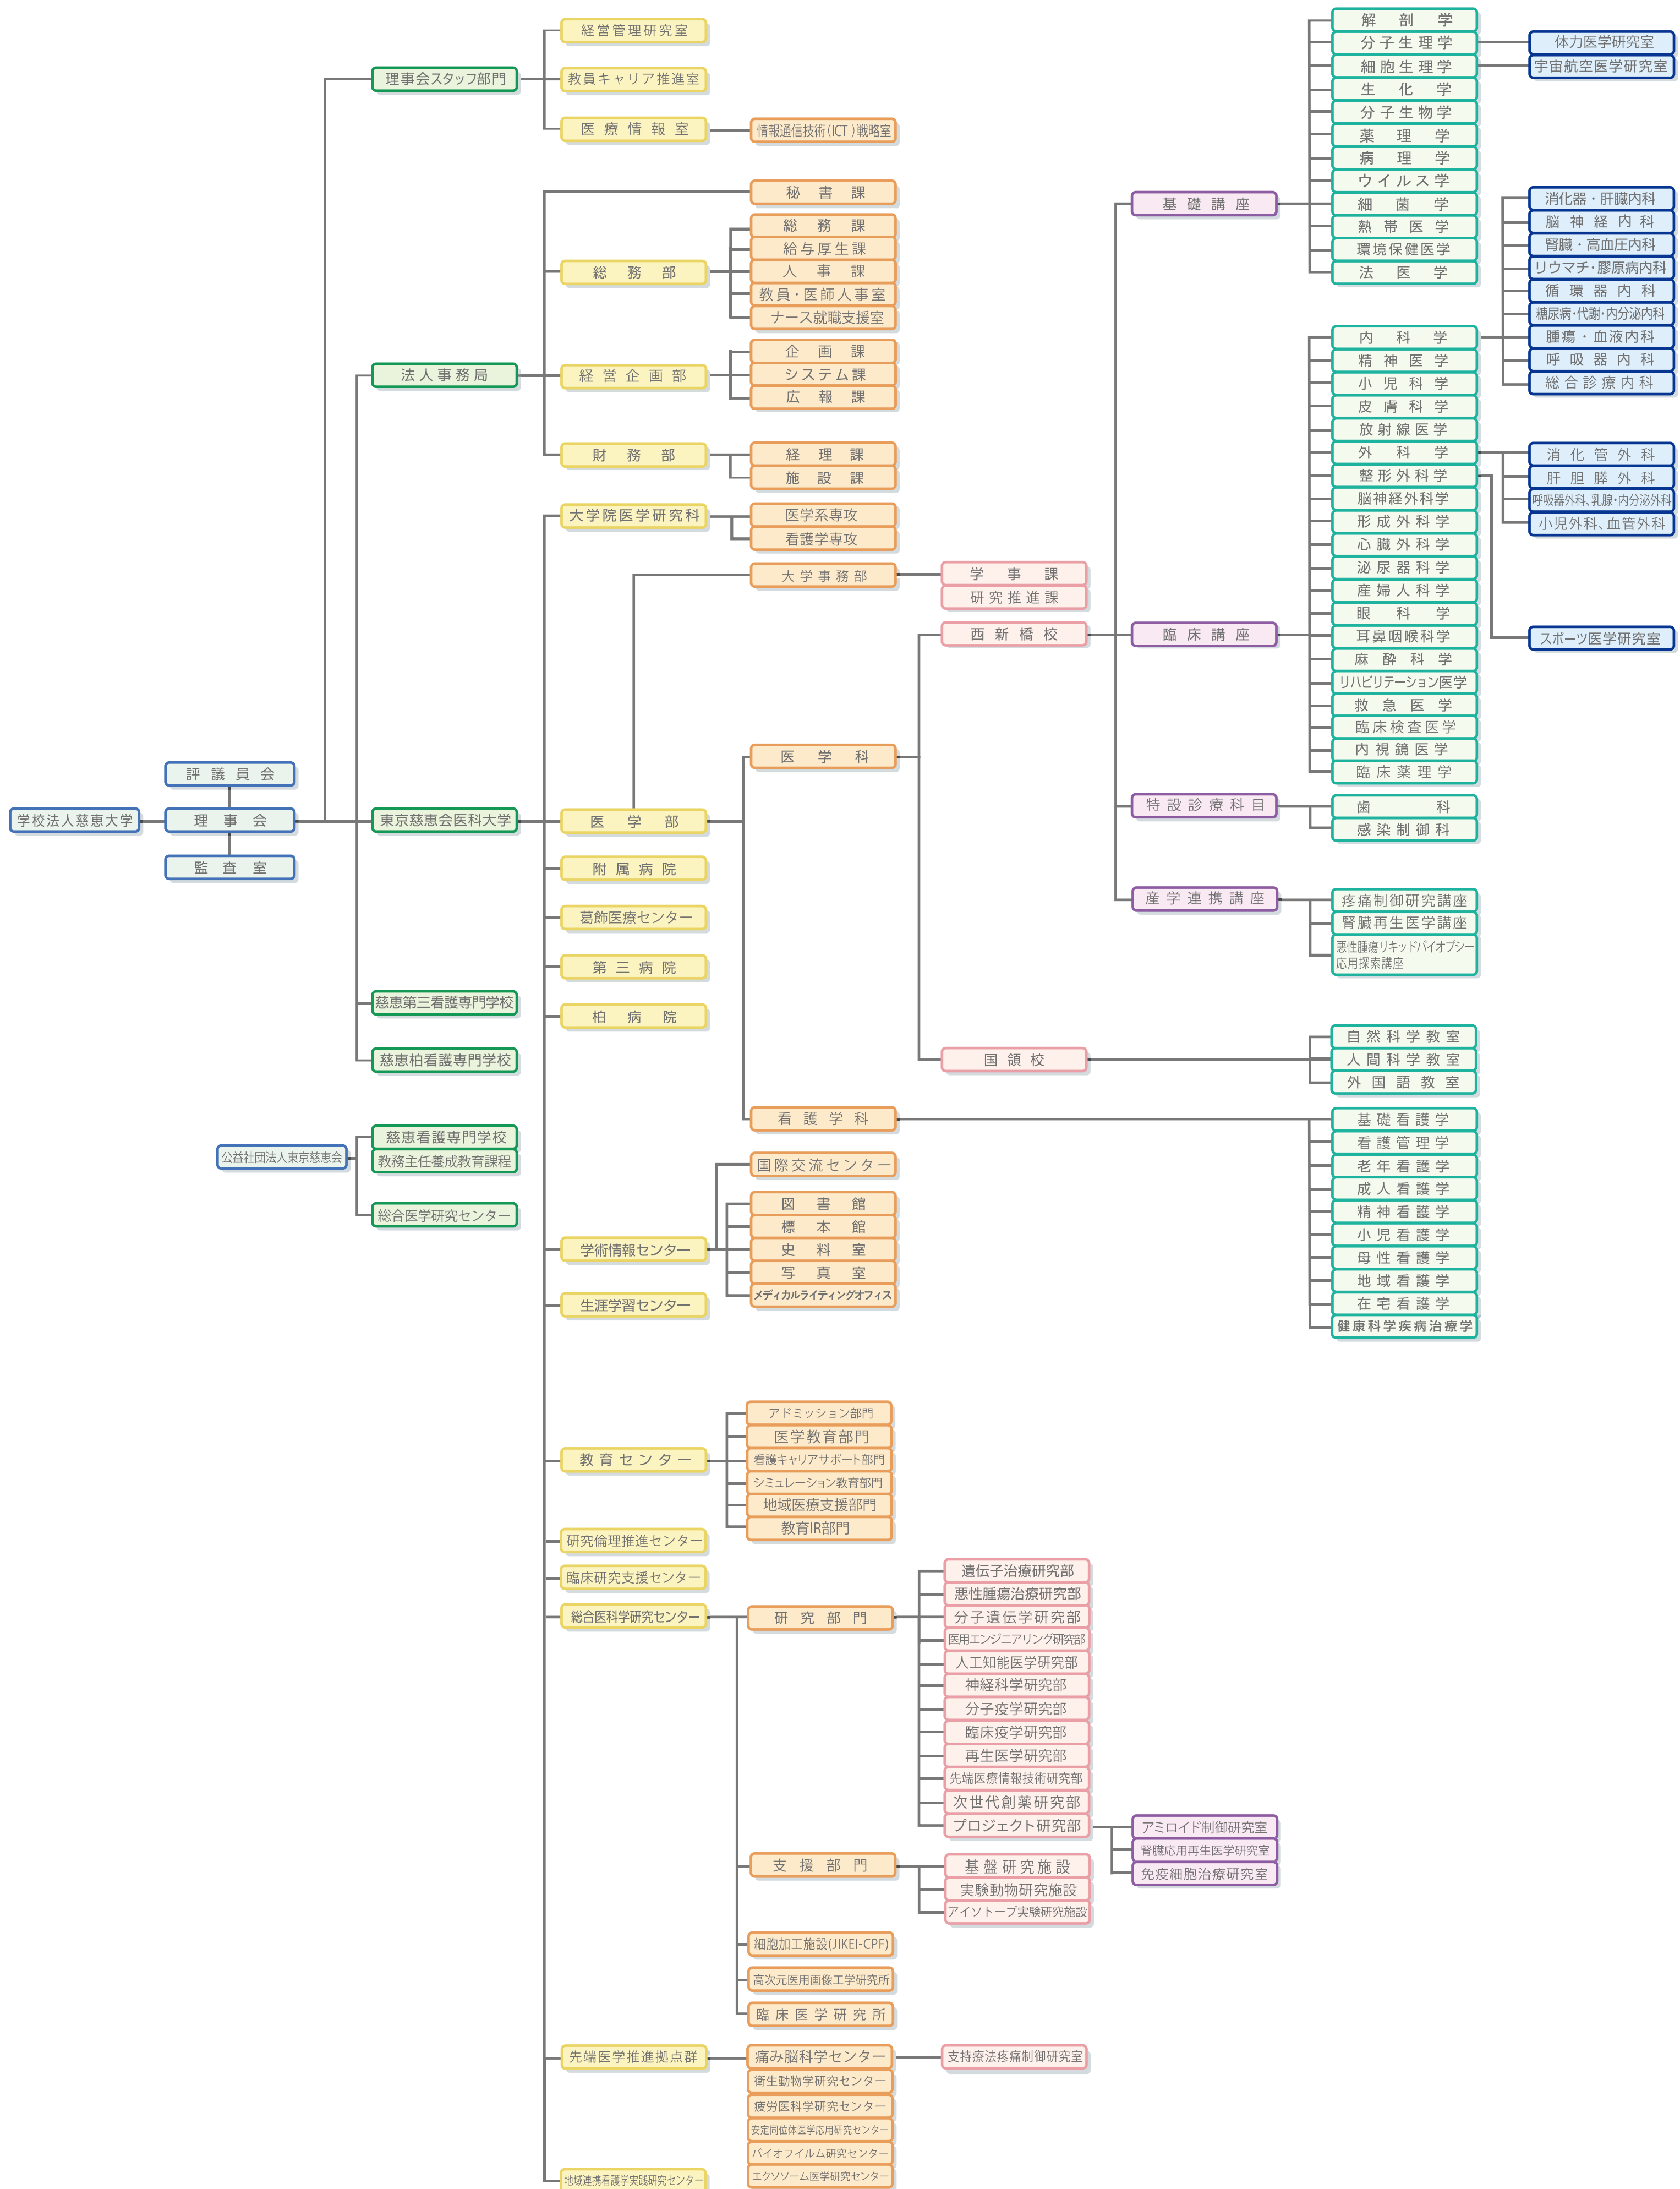 学校法人慈恵大学
評議員会
理事会
監査室
理事会スタッフ部門
経営管理研究室
教員キャリア推進室
医療情報室
情報通信技術(ICT)戦略室
法人事務局
秘書課
総務部
総務課
給与厚生課
人事課
教員・医師人事室
ナース就職支援室
経営企画部
企画課
システム課
広報課
財務部
経理課
施設課
東京慈恵会医科大学
大学院医学研究科
医学系専攻
看護学専攻
医学部
大学事務部
学事課
研究推進課
医学科
西新橋校
基礎講座
解剖学
分子生理学
体力医学研究室
細胞生理学
宇宙航空医学研究室
生化学
分子生物学
薬理学
病理学
ウイルス学
細菌学
熱帯医学
環境保健医学
法医学
臨床講座
内科学
消化器・肝臓内科
脳神経内科
腎臓・高血圧内科
リウマチ・膠原病内科
循環器内科
糖尿病・代謝・内分泌内科
腫瘍・血液内科
呼吸器内科
総合診療内科
精神医学
小児科学
皮膚科学
放射線医学
外科学
消化管外科
肝胆膵外科
呼吸器外科、乳腺・内分泌外科
小児外科、血管外科
整形外科学
スポーツ医学研究室
脳神経外科学
形成外科学
心臓外科学
泌尿器科学
産婦人科学
眼科学
耳鼻咽喉科学
麻酔科学
リハビリテーション医学
救急医学
臨床検査医学
内視鏡医学
臨床薬理学
特設診療科目
歯科
感染制御科
産学連携講座
疼痛制御研究講座
腎臓再生医学講座
悪性腫瘍リキッドバイオプシー
応用探索講座
国領校
自然科学教室
人間科学教室
外国語教室
看護学科
基礎看護学
看護管理学
老年看護学
成人看護学
精神看護学
小児看護学
母性看護学
地域看護学
在宅看護学
健康科学疾病治療学
附属病院
葛飾医療センター
第三病院
柏病院
慈恵第三看護専門学校
慈恵柏看護専門学校
公益社団法人東京慈恵会
慈恵看護専門学校
教務主任養成教育課程
総合医学研究センター
学術情報センター
国際交流センター
図書館
標本館
史料室
写真室
メディカルライティングオフィス
生涯学習センター
教育センター
アドミッション部門
医学教育部門
看護キャリアサポート部門
シミュレーション教育部門
地域医療支援部門
教育IR部門
研究倫理推進センター
臨床研究支援センター
総合医科学研究センター
研究部門
遺伝子治療研究部
悪性腫瘍治療研究部
分子遺伝学研究部
医用エンジニアリング研究部
人工知能医学研究部
神経科学研究部
分子疫学研究部
臨床疫学研究部
再生医学研究部
先端医療情報技術研究部
次世代創薬研究部
プロジェクト研究部
アミロイド制御研究室
腎臓応用再生医学研究室
免疫細胞治療研究室
支援部門
基盤研究施設
実験動物研究施設
アイソトープ実験研究施設
細胞加工施設(JIKEI-CPF)
高次元医用画像工学研究所
臨床医学研究所
先端医学推進拠点群
痛み脳科学センター
支持療法疼痛制御研究室
衛生動物学研究センター
疲労医科学研究センター
安定同位体医学応用研究センター
バイオフイルム研究センター
エクソソーム医学研究センター
地域連携看護学実践研究センター